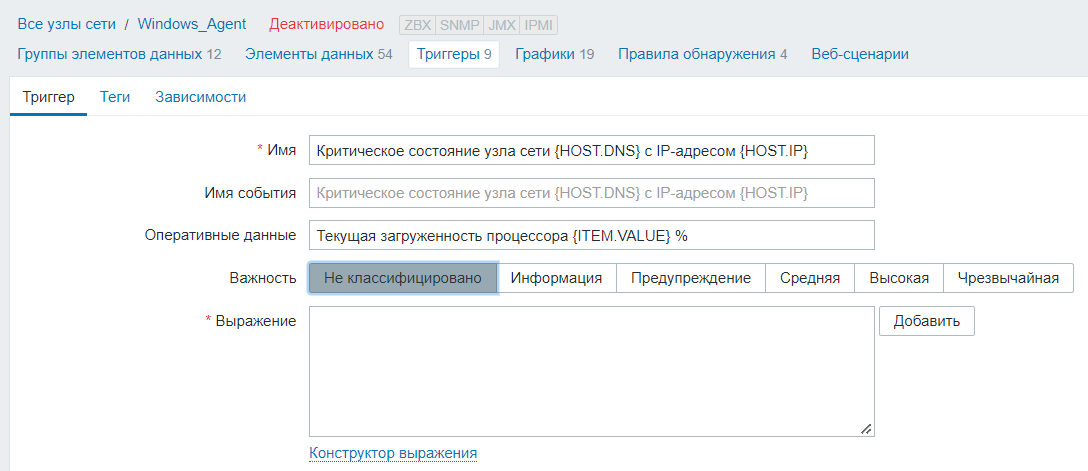 Все узлы сети / Windows_Agent Деактивировано ZBX SNMP JMX IPMI
Группы элементов данных 12 Элементы данных 54 Триггеры 9 Графики 19 Правила обнаружения 4 Веб-сценарии
Триггер Теги Зависимости
* Имя Критическое состояние узла сети {HOST.DNS} с IP-адресом {HOST.IP}
Имя события Критическое состояние узла сети {HOST.DNS} с IP-адресом {HOST.IP}
Оперативные данные Текущая загруженность процессора {ITEM.VALUE} %
Важность Не классифицировано Информация Предупреждение Средняя Высокая Чрезвычайная
* Выражение Добавить
Конструктор выражения